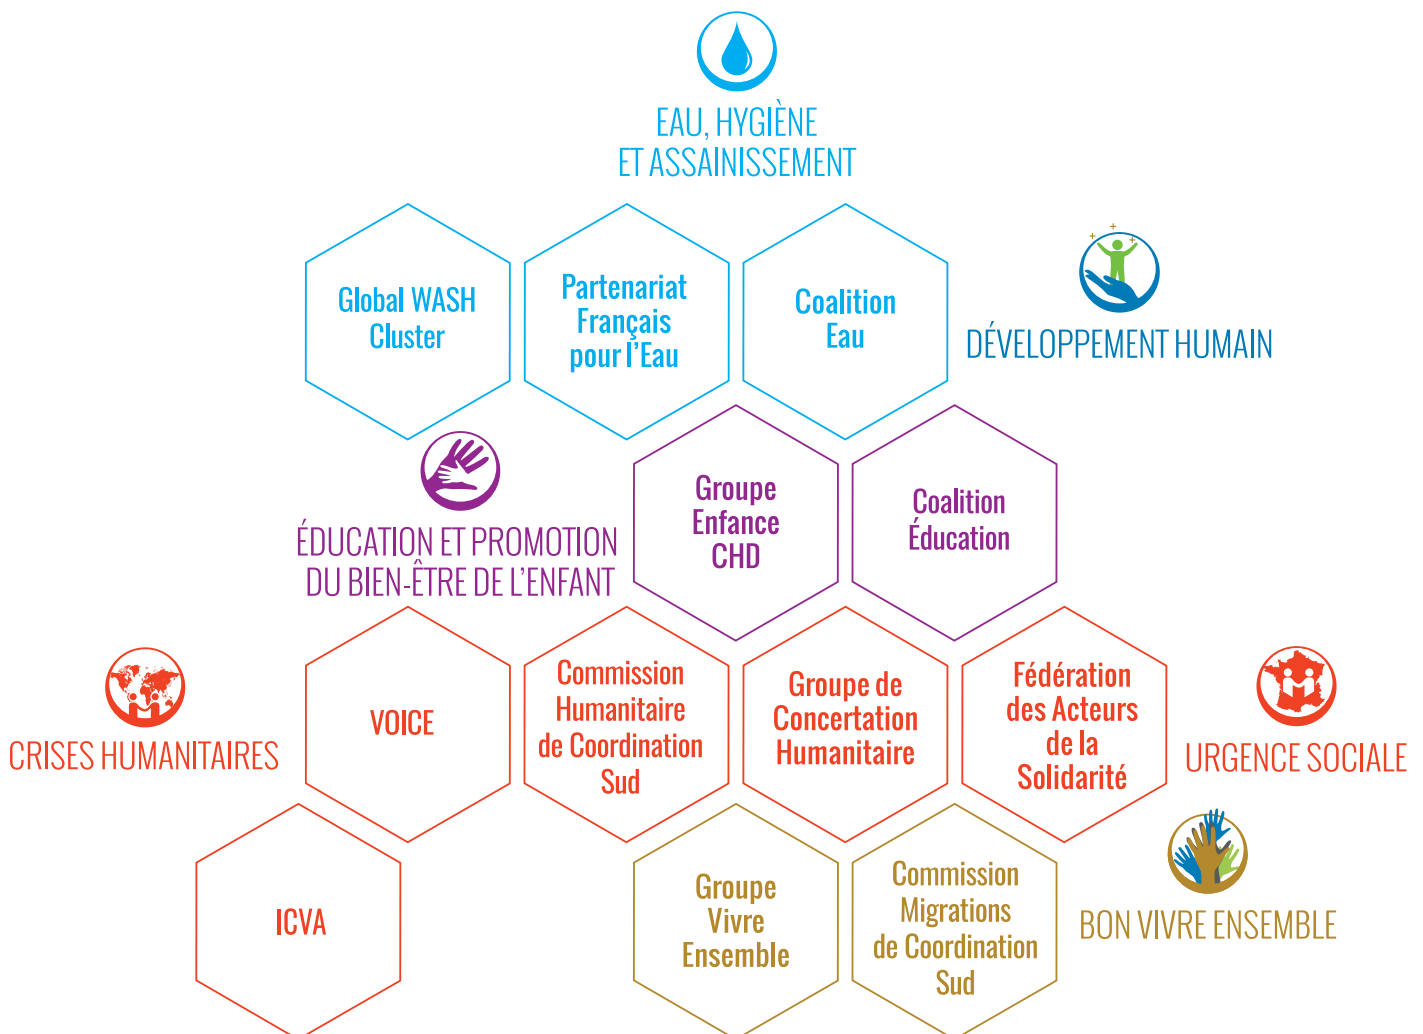 EAU, HYGIÈNE
ET ASSAINISSEMENT
Global WASH
Cluster
Partenariat
Français
pour l'Eau
Coalition
Eau
DÉVELOPPEMENT HUMAIN
ÉDUCATION ET PROMOTION
DU BIEN-ÊTRE DE L'ENFANT
Groupe
Enfance
CHD
Coalition
Éducation
CRISES HUMANITAIRES
VOICE
Commission
Humanitaire
de Coordination
Sud
Groupe de
Concertation
Humanitaire
Fédération
des Acteurs
de la
Solidarité
URGENCE SOCIALE
ICVA
Groupe
Vivre
Ensemble
Commission
Migrations
de Coordination
Sud
BON VIVRE ENSEMBLE